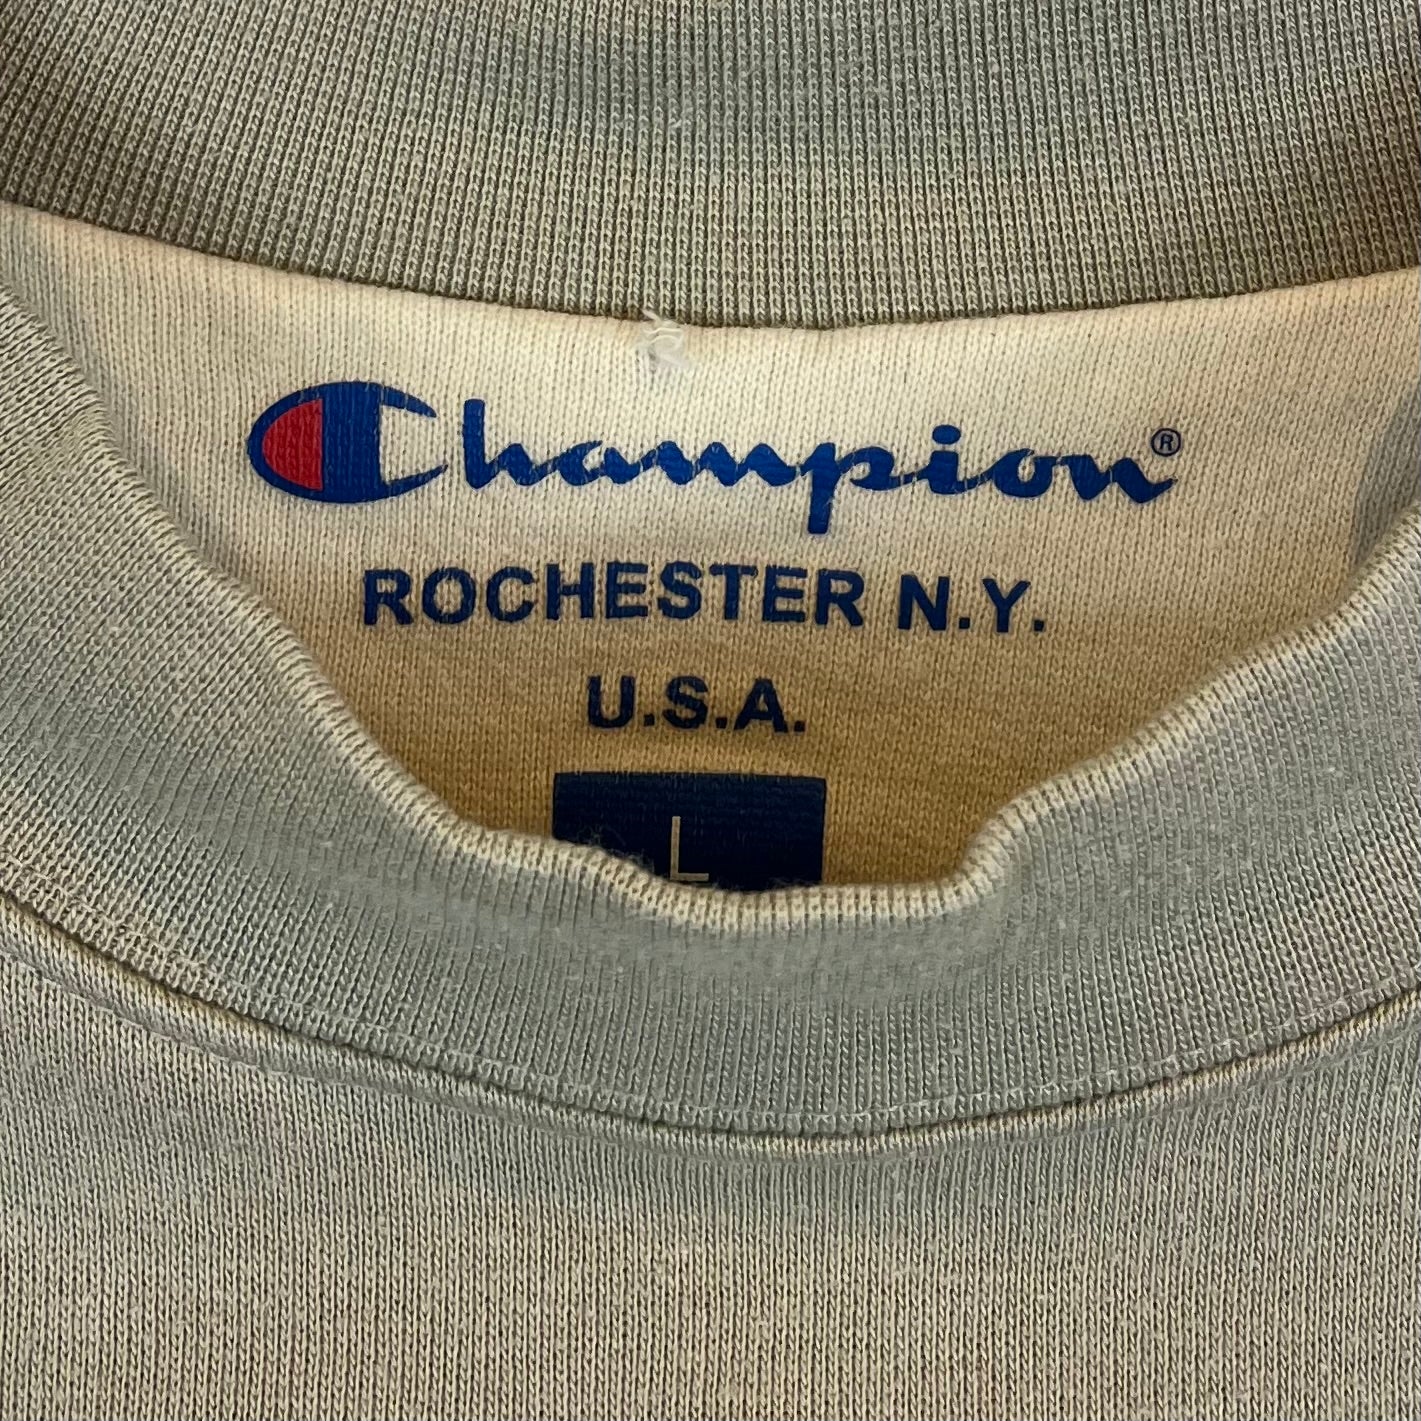 Champion®
ROCHESTER N.Y.
U.S.A.
L